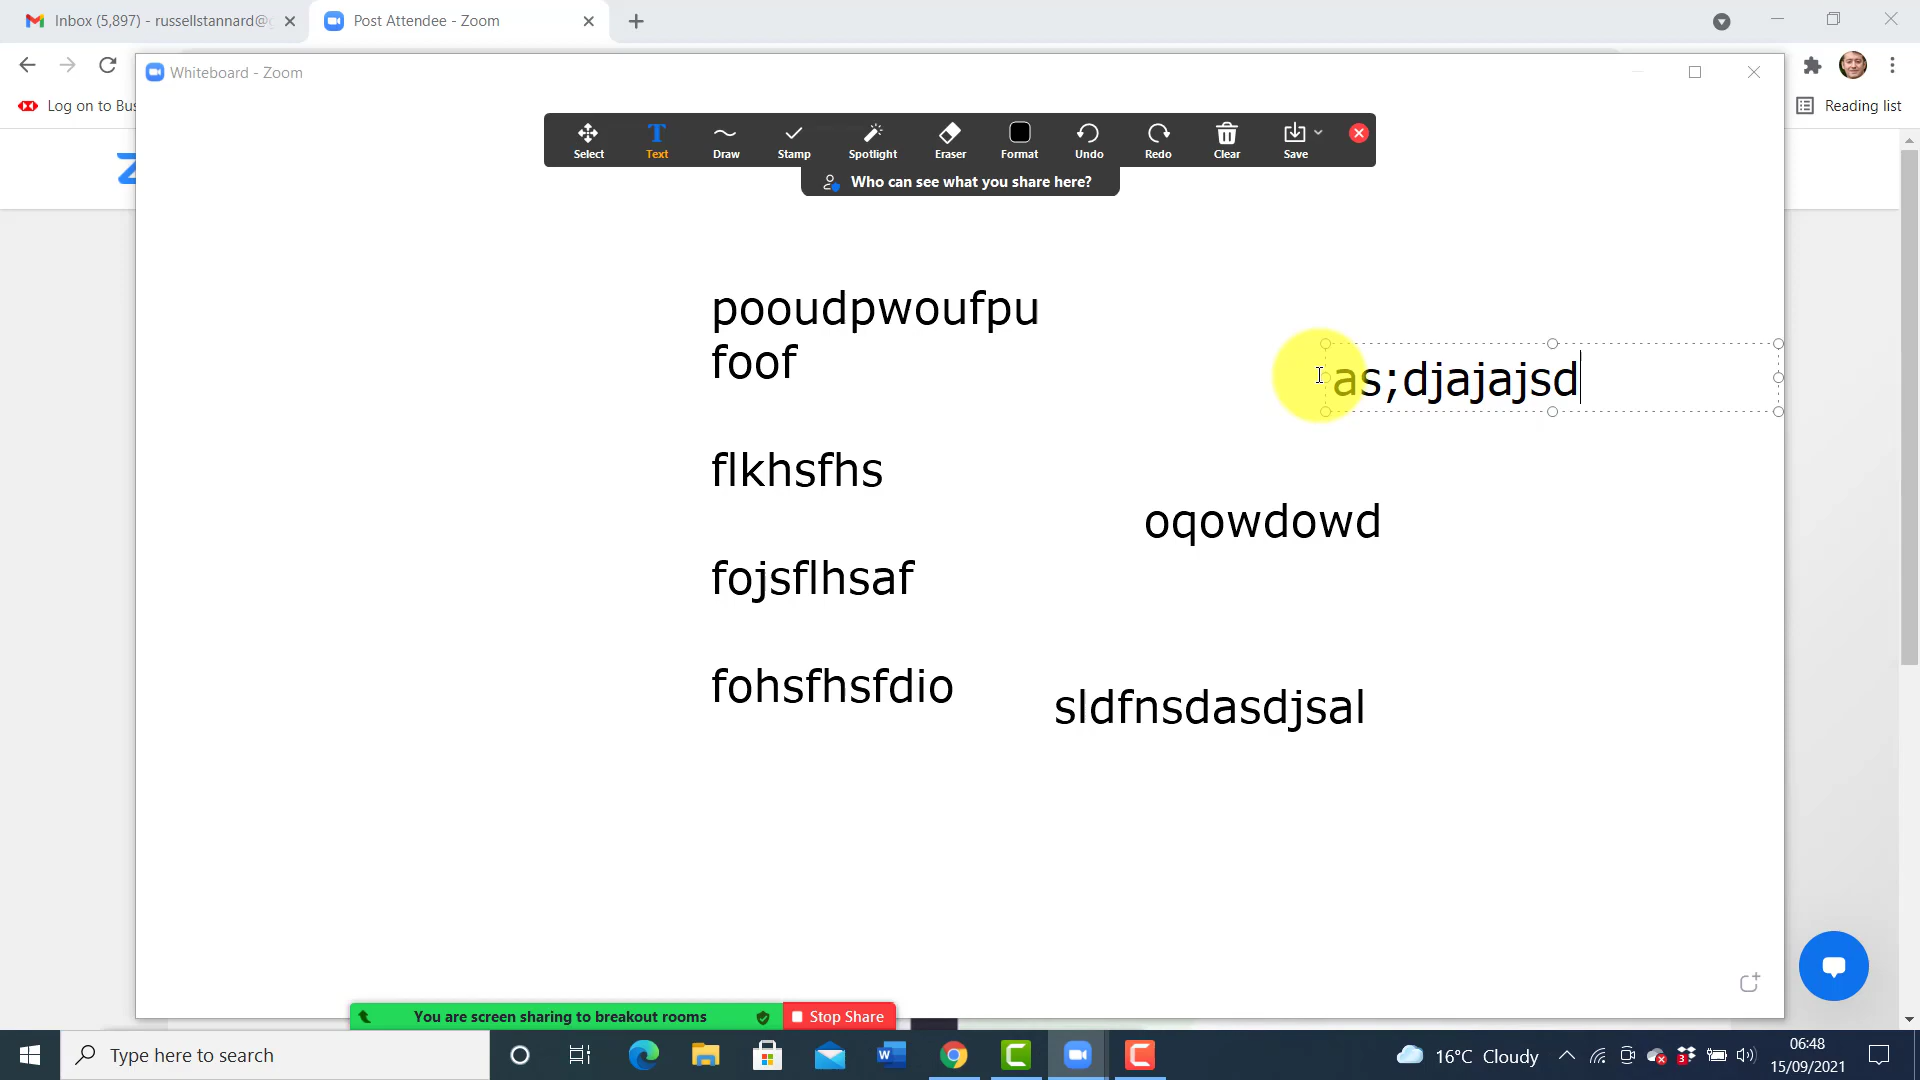 Inbox (5,897) - russellstannard@
Post Attendee - Zoom
Log on to Bus
Reading list
Whiteboard - Zoom
Select
Text
Draw
Stamp
Spotlight
Eraser
Format
Undo
Redo
Clear
Save
Who can see what you share here?
pooudpwoufpu
foof
as;djajajsd
flkhsfhs
oqowdowd
fojsflhsaf
fohsfhsfdio
sldfnsdasdjsal
You are screen sharing to breakout rooms
Stop Share
Type here to search
16°C Cloudy
06:48
15/09/2021